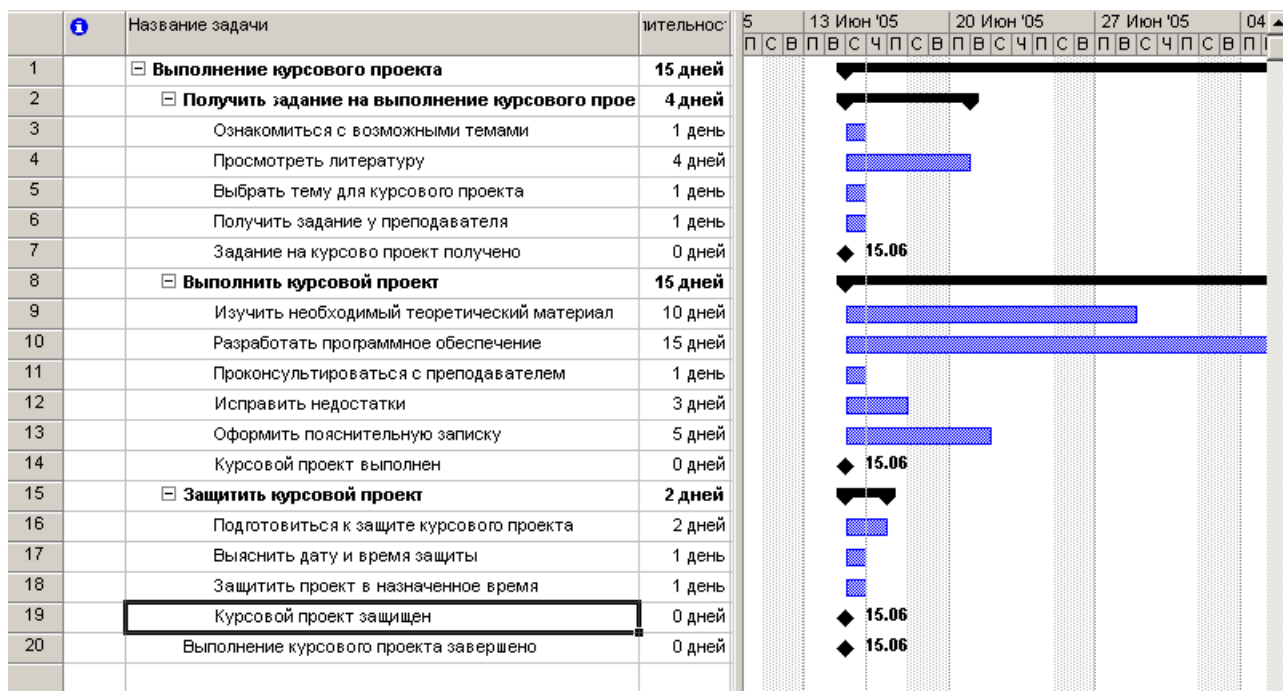 Название задачи лительност 5 13 Июн '05 20 Июн '05 27 Июн '05 04
П С В П В С Ч П С В П В С Ч П С В П В С Ч П С В П
1 Выполнение курсового проекта 15 дней
2 Получить задание на выполнение курсового прое 4 дней
3 Ознакомиться с возможными темами 1 день
4 Просмотреть литературу 4 дней
5 Выбрать тему для курсового проекта 1 день
6 Получить задание у преподавателя 1 день
7 Задание на курсово проект получено 0 дней 15.06
8 Выполнить курсовой проект 15 дней
9 Изучить необходимый теоретический материал 10 дней
10 Разработать программное обеспечение 15 дней
11 Проконсультироваться с преподавателем 1 день
12 Исправить недостатки 3 дней
13 Оформить пояснительную записку 5 дней
14 Курсовой проект выполнен 0 дней 15.06
15 Защитить курсовой проект 2 дней
16 Подготовиться к защите курсового проекта 2 дней
17 Выяснить дату и время защиты 1 день
18 Защитить проект в назначенное время 1 день
19 Курсовой проект защищен 0 дней 15.06
20 Выполнение курсового проекта завершено 0 дней 15.06